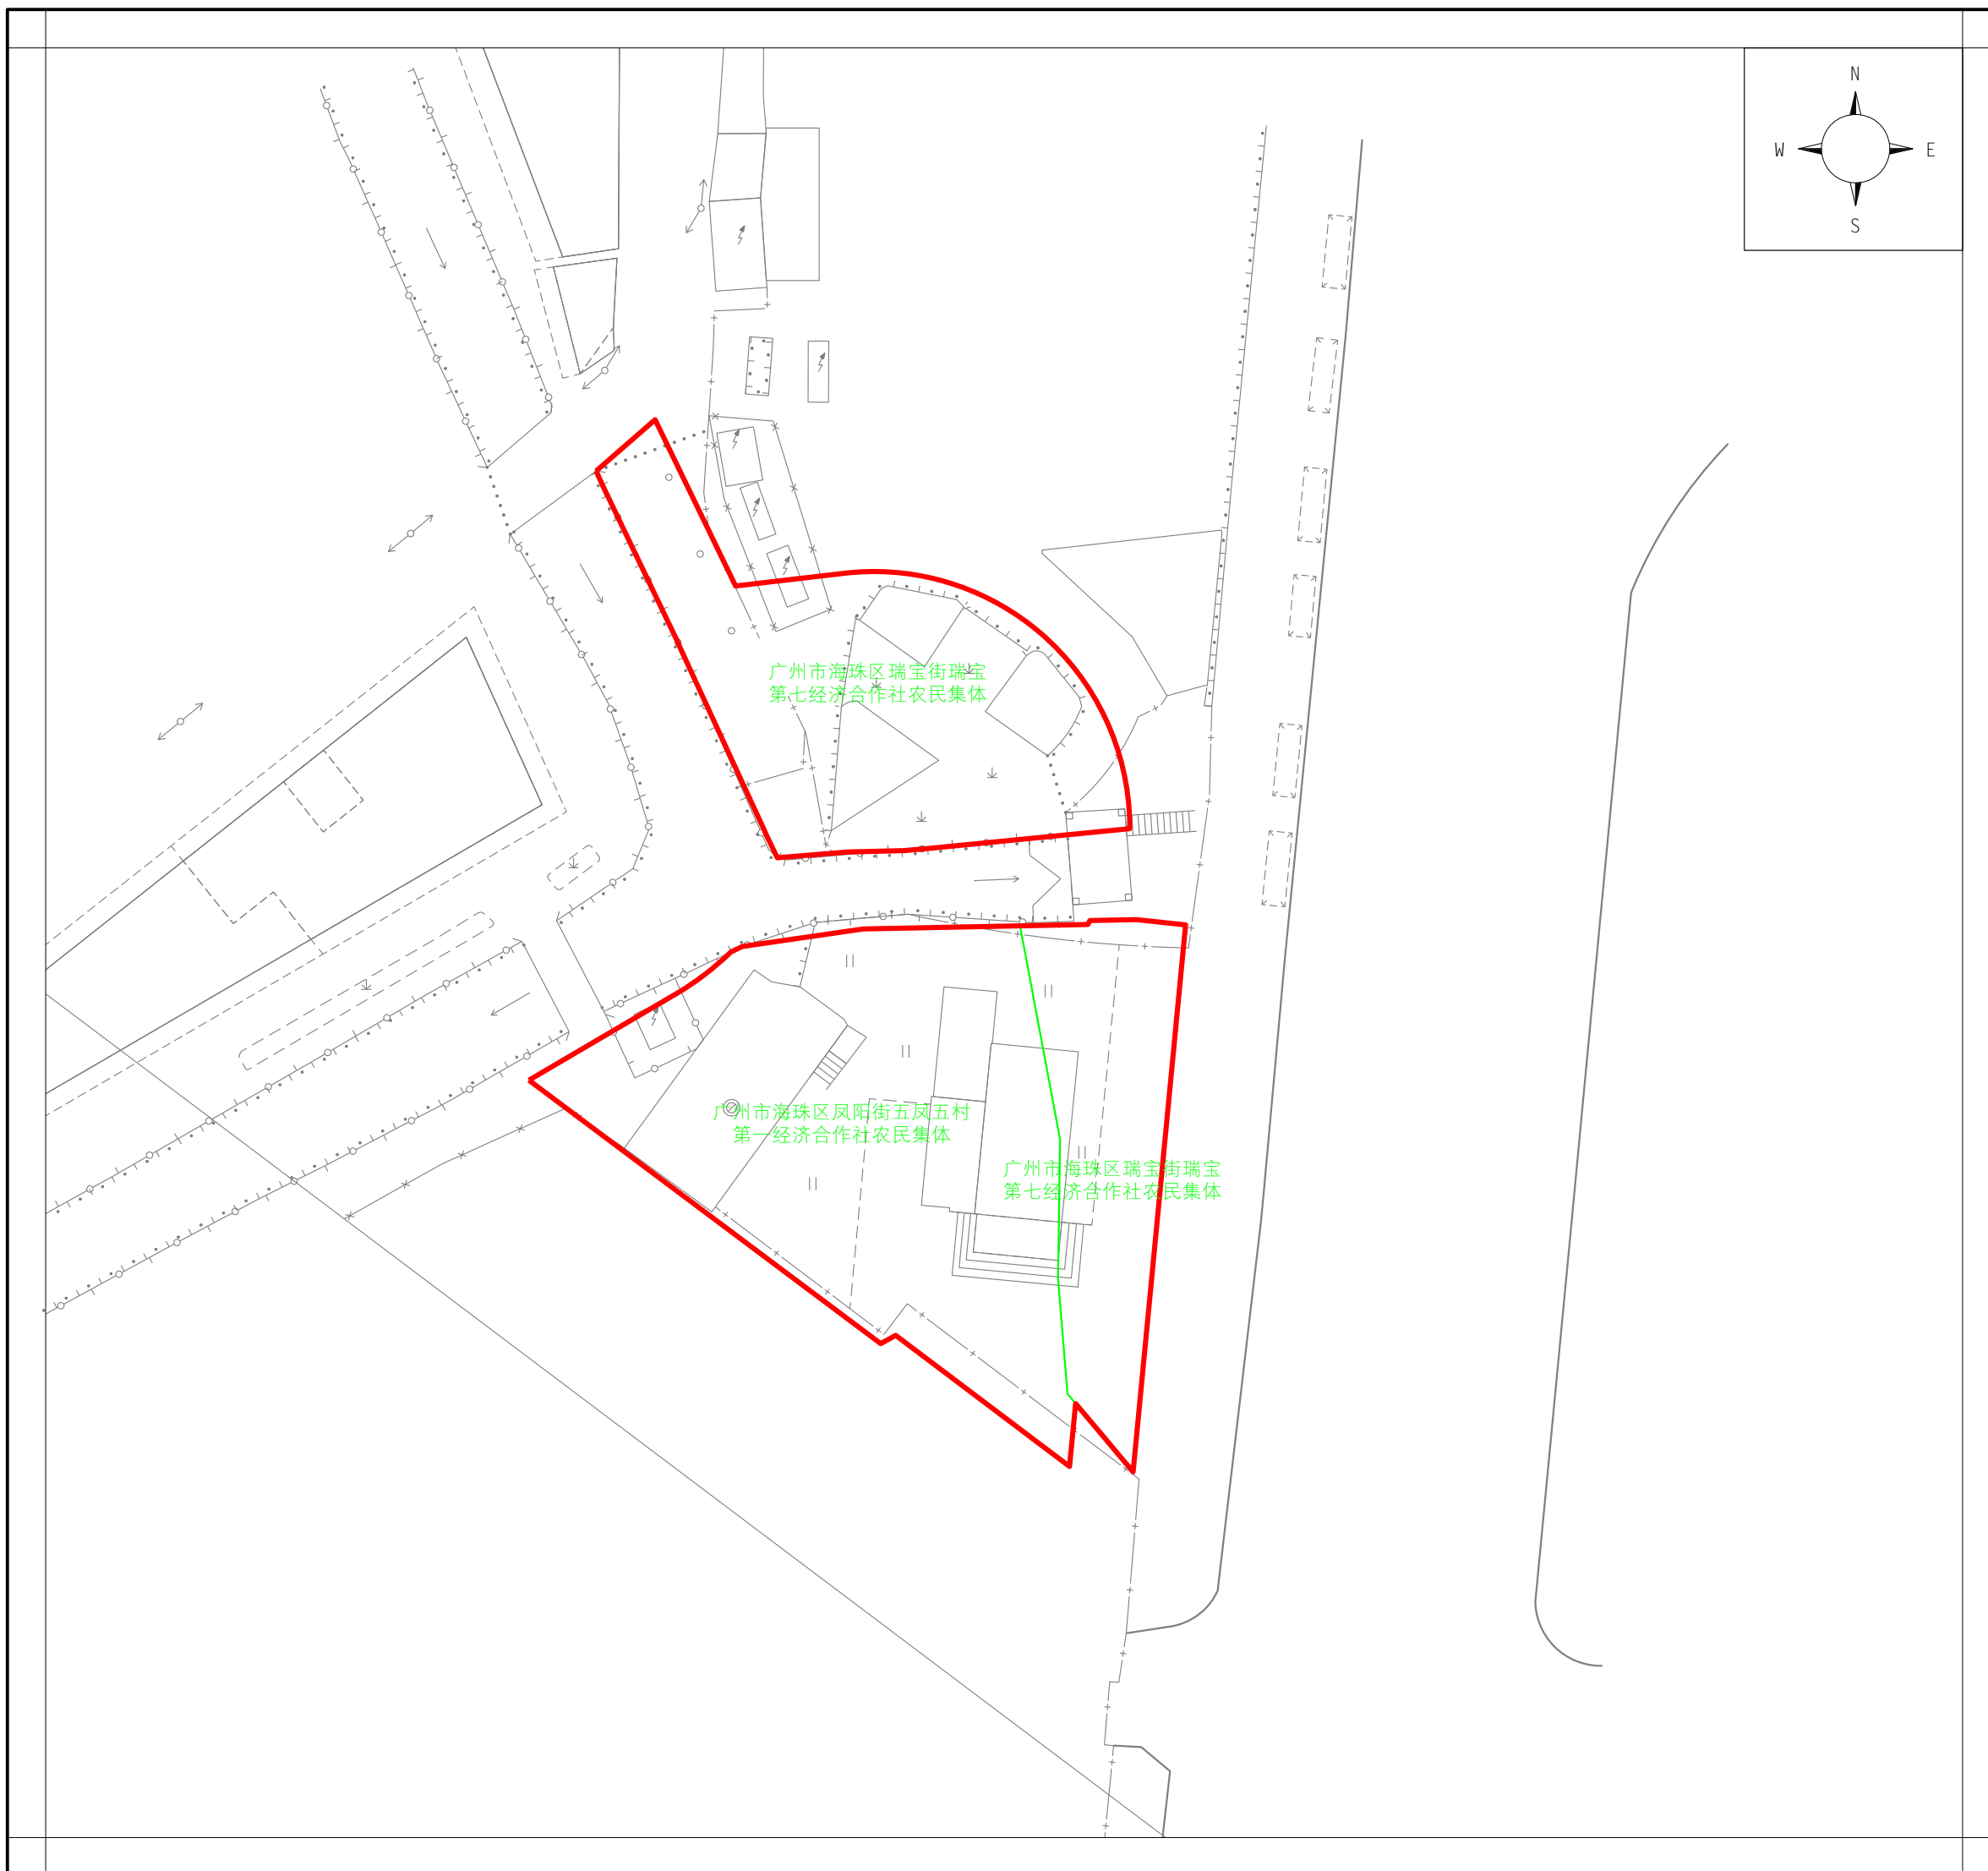 N
W
E
S
广州市海珠区瑞宝街瑞宝
第七经济合作社农民集体
广州市海珠区凤阳街五凤五村
第一经济合作社农民集体
广州市海珠区瑞宝街瑞宝
第七经济合作社农民集体